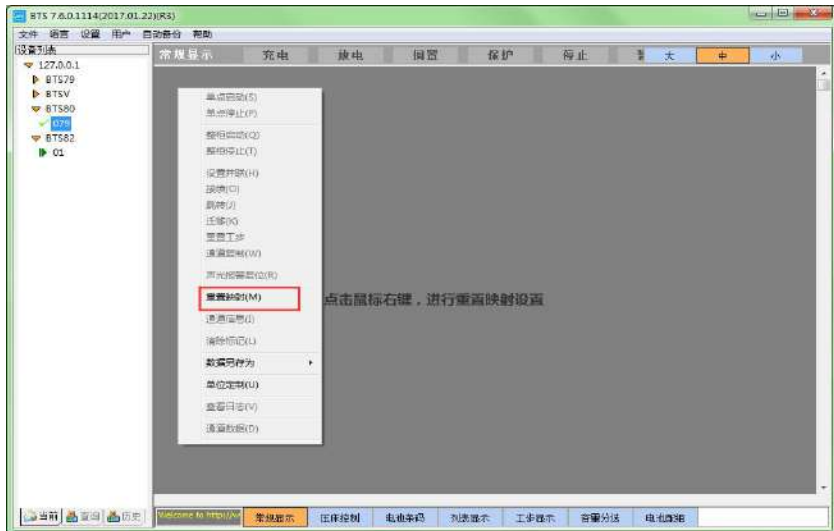 BTS 7.6.0.1114(2017.01.22)(R3)
文件 语言 设置 用户 自动备份 帮助
设备列表
常规显示 充电 放电 搁置 保护 停止 大 中 小
127.0.0.1
BTS79
BTSV
BTS80
079
BTS82
01
单点启动(S)
单点停止(P)
整柜启动(Q)
整柜停止(T)
设置并联(H)
接续(C)
跳转(J)
迁移(K)
重置工步
通道控制(W)
声光报警复位(R)
重置映射(M)
点击鼠标右键，进行重置映射设置
通道信息(I)
清除标记(L)
数据另存为
单位定制(U)
查看日志(V)
通道数据(D)
当前 查询 历史
Welcome to http://w
常规显示 压床控制 电池条码 列表显示 工步显示 容量分选 电池配组